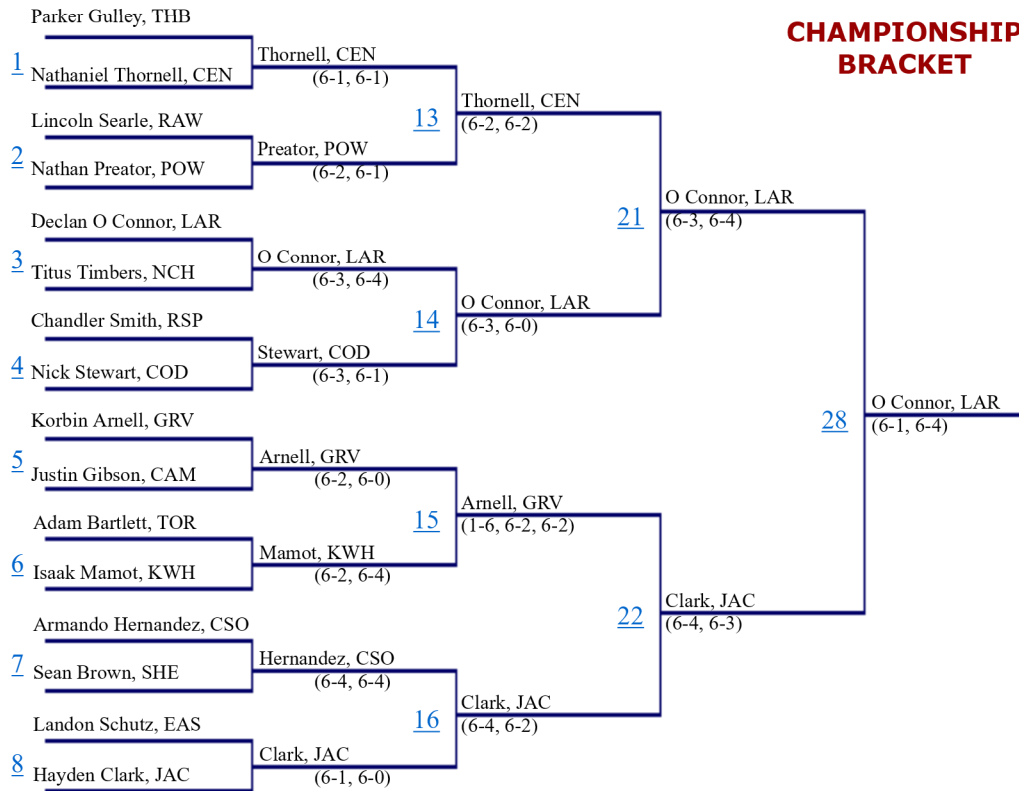 Parker Gulley, THB
CHAMPIONSHIP
BRACKET
1
Nathaniel Thornell, CEN
Thornell, CEN
(6-1, 6-1)
Lincoln Searle, RAW
2
Nathan Preator, POW
Preator, POW
(6-2, 6-1)
13
Thornell, CEN
(6-2, 6-2)
Declan O Connor, LAR
3
Titus Timbers, NCH
O Connor, LAR
(6-3, 6-4)
Chandler Smith, RSP
4
Nick Stewart, COD
Stewart, COD
(6-3, 6-1)
14
O Connor, LAR
(6-3, 6-0)
21
O Connor, LAR
(6-3, 6-4)
Korbin Arnell, GRV
5
Justin Gibson, CAM
Arnell, GRV
(6-2, 6-0)
Adam Bartlett, TOR
6
Isaak Mamot, KWH
Mamot, KWH
(6-2, 6-4)
15
Arnell, GRV
(1-6, 6-2, 6-2)
Armando Hernandez, CSO
7
Sean Brown, SHE
Hernandez, CSO
(6-4, 6-4)
Landon Schutz, EAS
8
Hayden Clark, JAC
Clark, JAC
(6-1, 6-0)
16
Clark, JAC
(6-4, 6-2)
22
Clark, JAC
(6-4, 6-3)
28
O Connor, LAR
(6-1, 6-4)